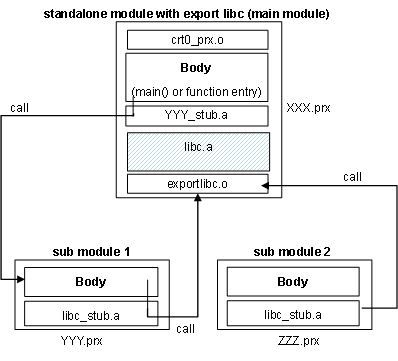 standalone module with export libc (main module)
crt0_prx.o
Body
(main() or function entry)
call
YYY_stub.a
XXX.prx
libc.a
call
exportlibc.o
sub module 1
sub module 2
Body
Body
libc_stub.a
call
libc_stub.a
YYY.prx
ZZZ.prx